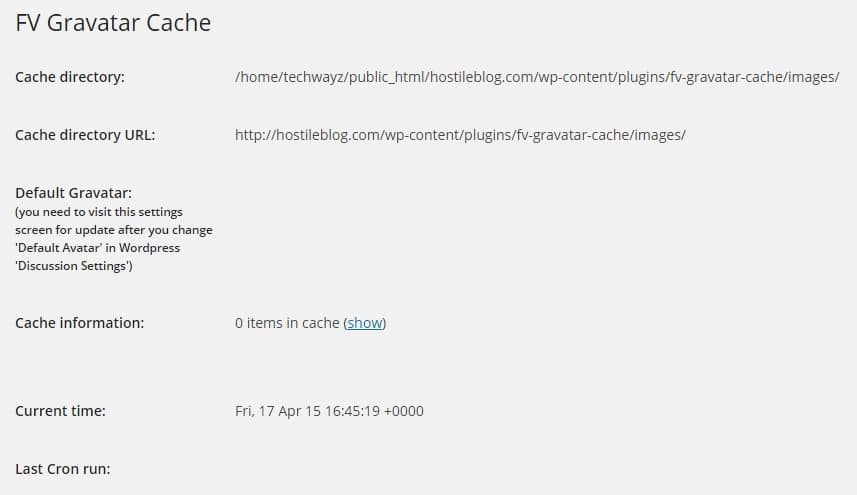 FV Gravatar Cache
Cache directory: /home/techwayz/public_html/hostileblog.com/wp-content/plugins/fv-gravatar-cache/images/
Cache directory URL: http://hostileblog.com/wp-content/plugins/fv-gravatar-cache/images/
Default Gravatar:
(you need to visit this settings
screen for update after you change
'Default Avatar' in Wordpress
'Discussion Settings')
Cache information: 0 items in cache (show)
Current time: Fri, 17 Apr 15 16:45:19 +0000
Last Cron run: